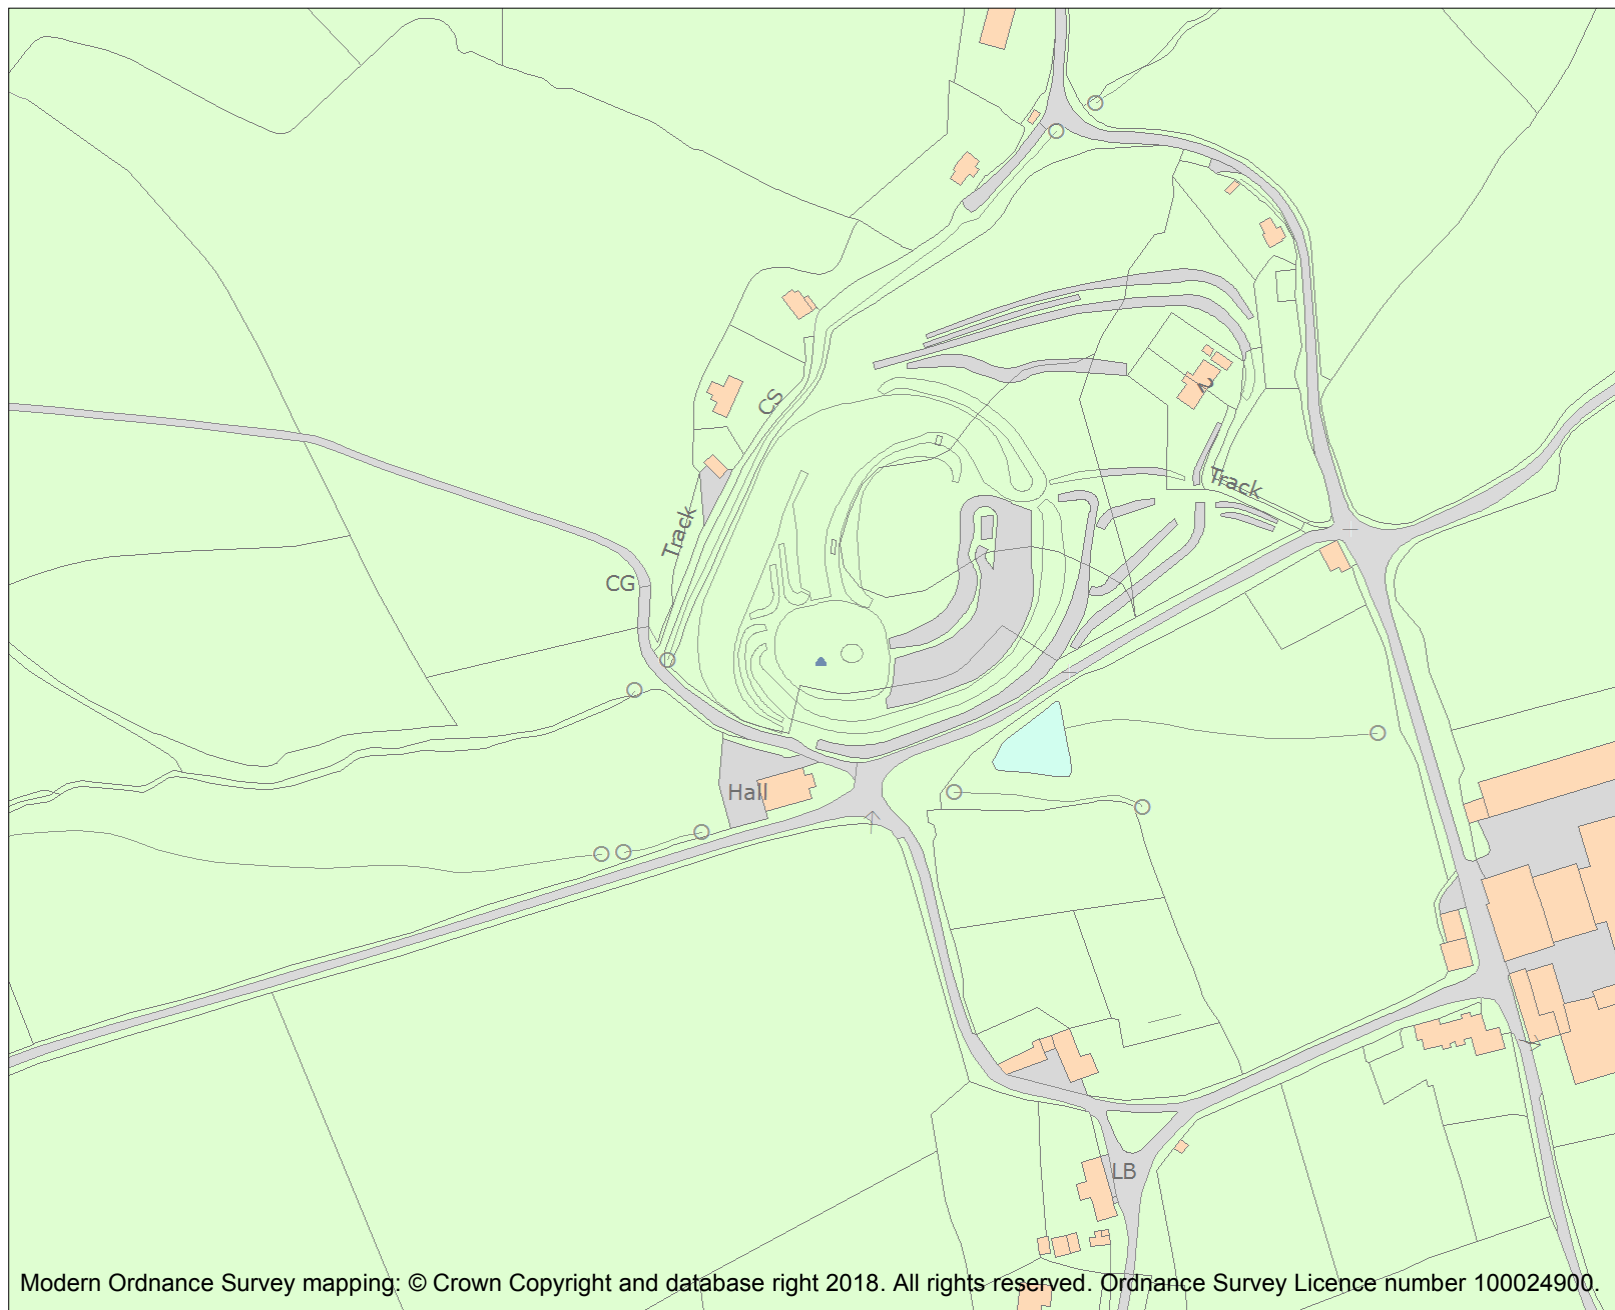 CS
2
Track
Track
CG
Hall
LB
Modern Ordnance Survey mapping: © Crown Copyright and database right 2018. All rights reserved. Ordnance Survey Licence number 100024900.